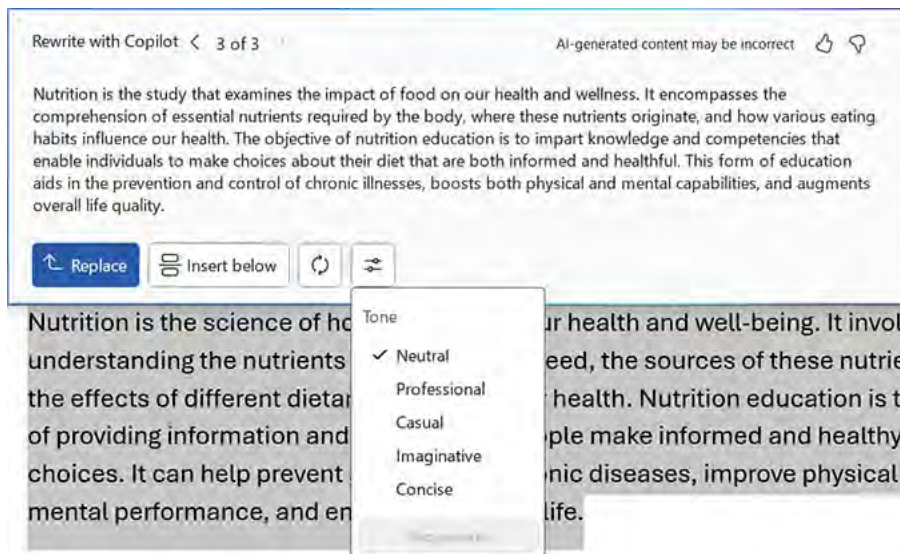 Rewrite with Copilot < 3 of 3 AI-generated content may be incorrect
Nutrition is the study that examines the impact of food on our health and wellness. It encompasses the
comprehension of essential nutrients required by the body, where these nutrients originate, and how various eating
habits influence our health. The objective of nutrition education is to impart knowledge and competencies that
enable individuals to make choices about their diet that are both informed and healthful. This form of education
aids in the prevention and control of chronic illnesses, boosts both physical and mental capabilities, and augments
overall life quality.
Replace Insert below
Nutrition is the science of ho Tone ur health and well-being. It invol
understanding the nutrients Neutral eed, the sources of these nutrie
the effects of different dietar Professional health. Nutrition education is t
of providing information and Casual ple make informed and healthy
choices. It can help prevent Imaginative nic diseases, improve physical
mental performance, and en Concise life.